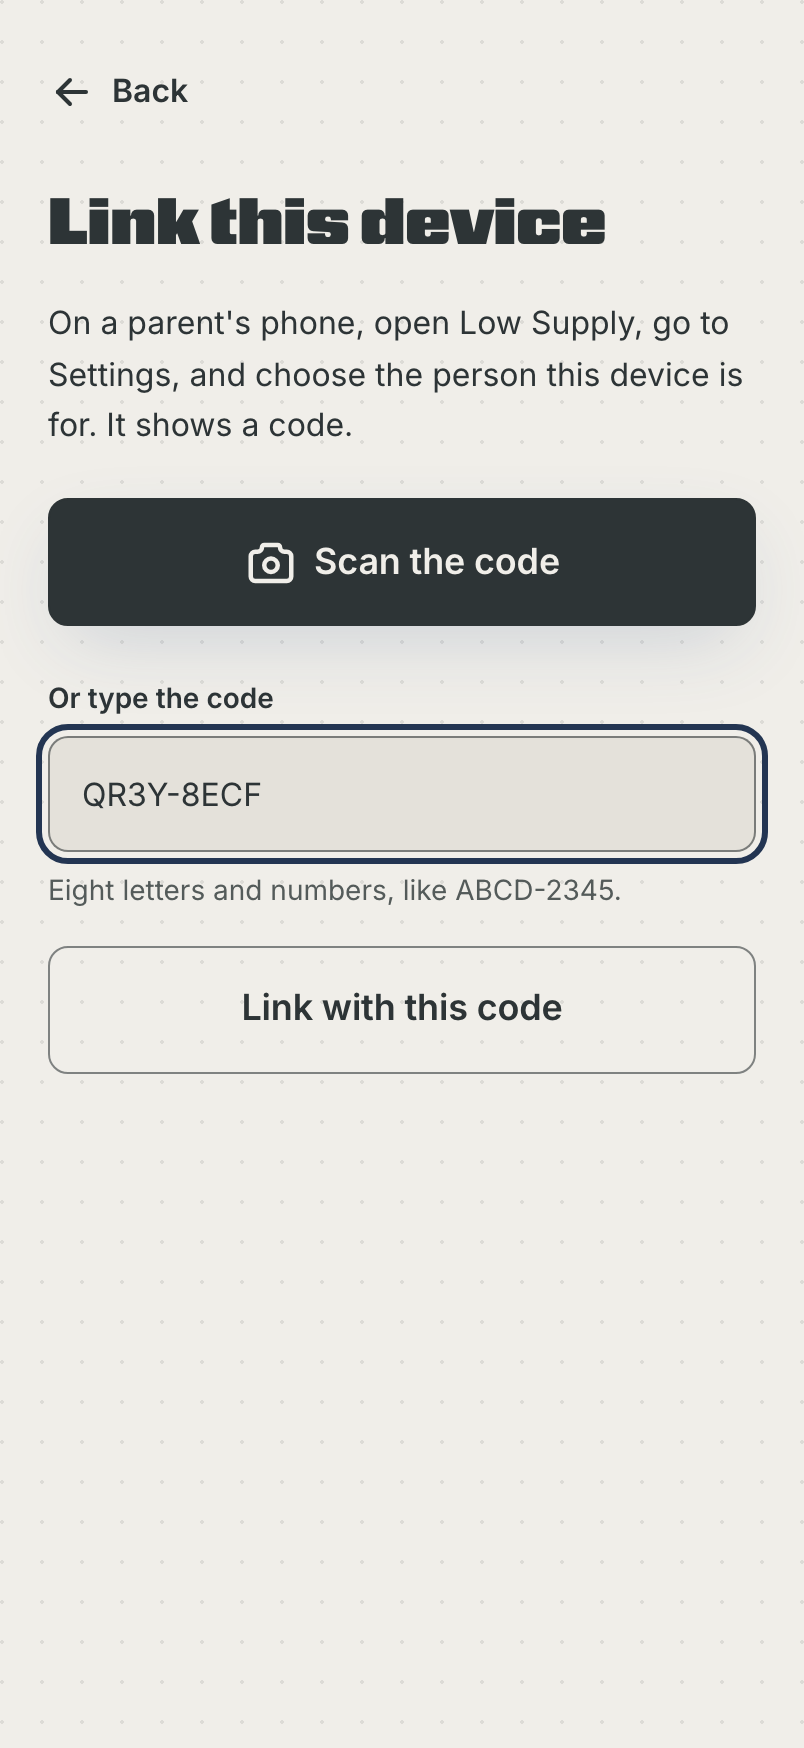 Back
Link this device
On a parent's phone, open Low Supply, go to
Settings, and choose the person this device is
for. It shows a code.
Scan the code
Or type the code
QR3Y-8ECF
Eight letters and numbers, like ABCD-2345.
Link with this code